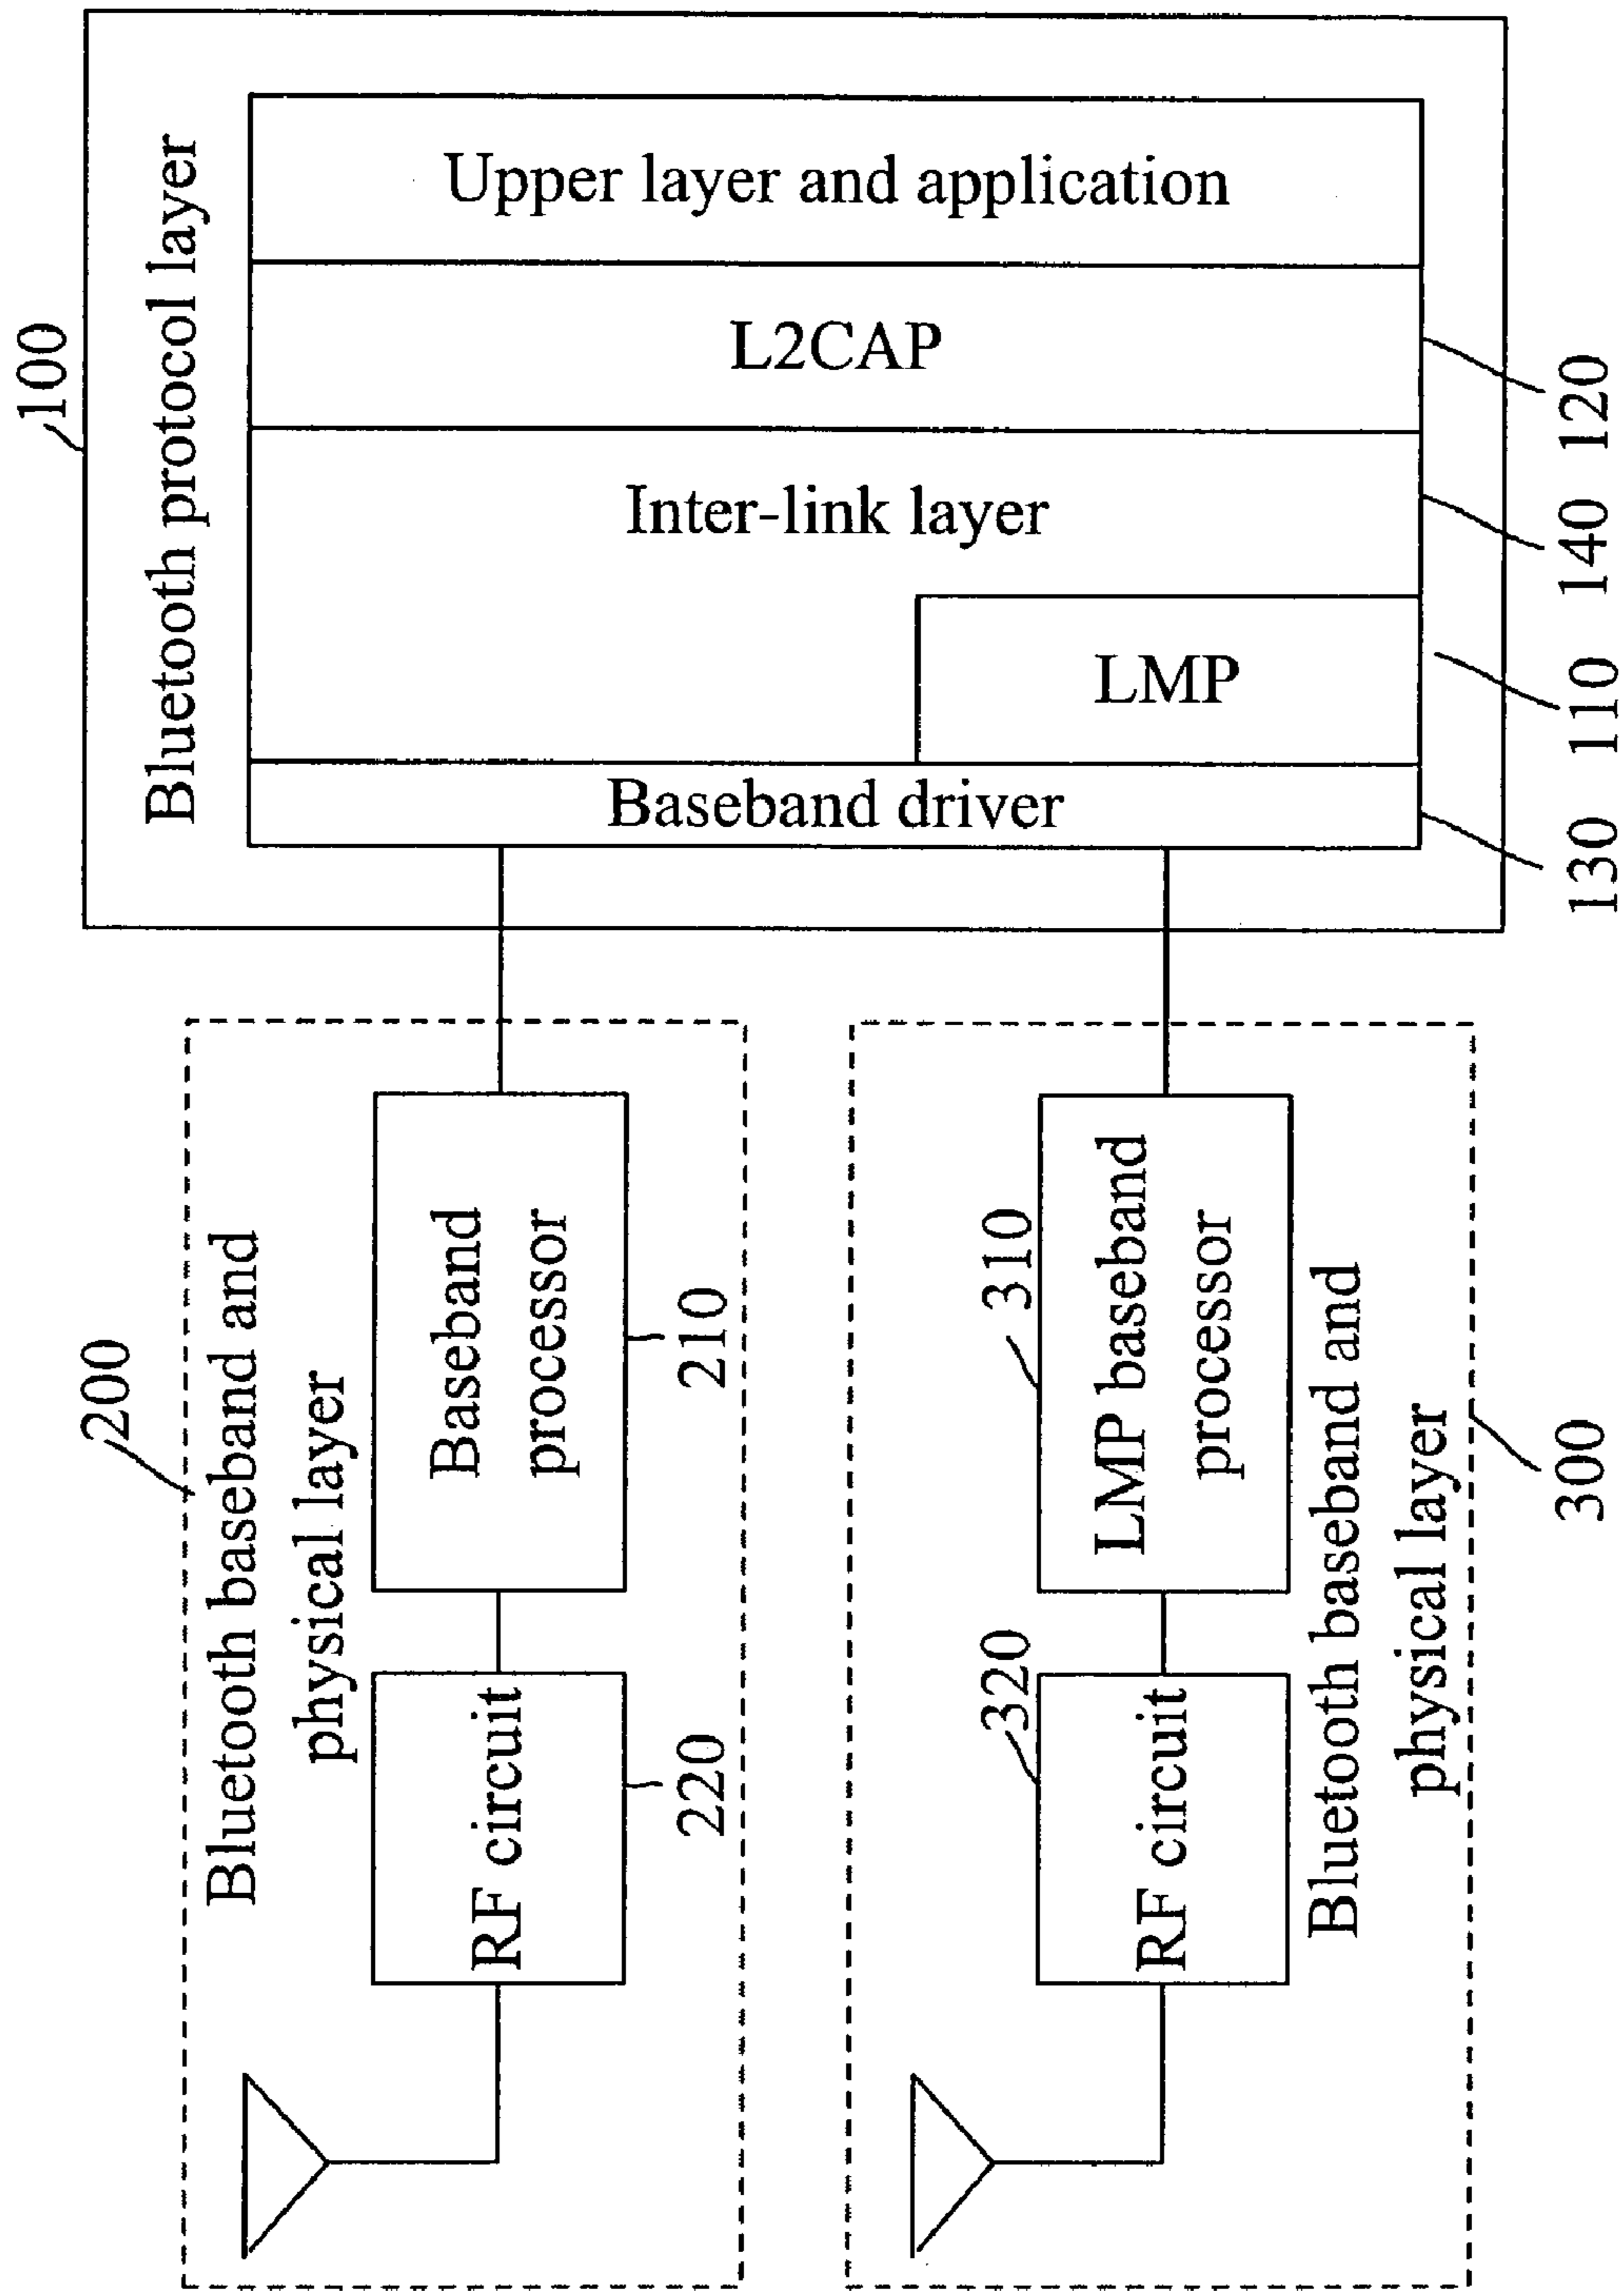 100
Bluetooth protocol layer
Upper layer and application
L2CAP
120
Inter-link layer
140
LMP
110
Baseband driver
130
200
Bluetooth baseband and
physical layer
Baseband
processor
210
RF circuit
220
310
LMP baseband
processor
320
RF circuit
Bluetooth baseband and
physical layer
300